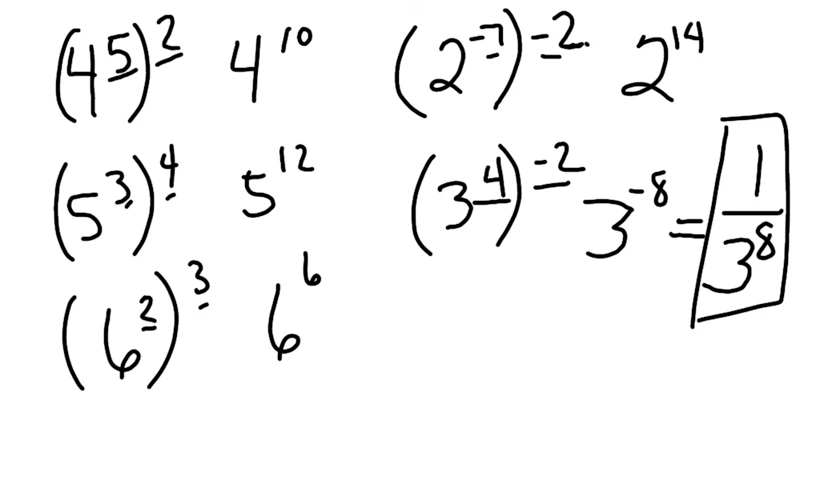 (4^5)^2 4^10
(5^3)^4 5^12
(6^2)^3 6^6
(2^-7)^-2 2^14
(3^4)^-2 3^-8 = 1/3^8